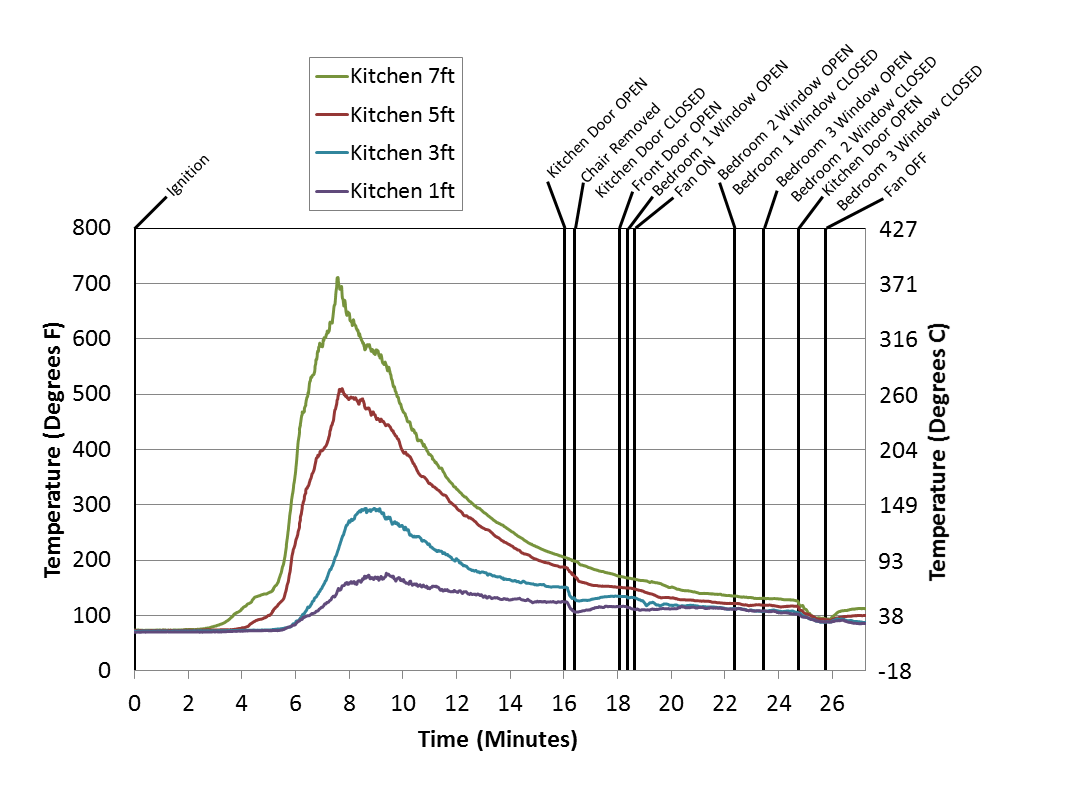 Kitchen 7ft
Kitchen 5ft
Kitchen 3ft
Kitchen 1ft
Ignition
Kitchen Door OPEN
Chair Removed
Kitchen Door CLOSED
Front Door OPEN
Bedroom 1 Window OPEN
Fan ON
Bedroom 2 Window OPEN
Bedroom 1 Window CLOSED
Bedroom 3 Window OPEN
Bedroom 2 Window CLOSED
Kitchen Door OPEN
Bedroom 3 Window CLOSED
Fan OFF
Temperature (Degrees F)
800
700
600
500
400
300
200
100
0
427
371
316
260
204
149
93
38
-18
Temperature (Degrees C)
0 2 4 6 8 10 12 14 16 18 20 22 24 26
Time (Minutes)